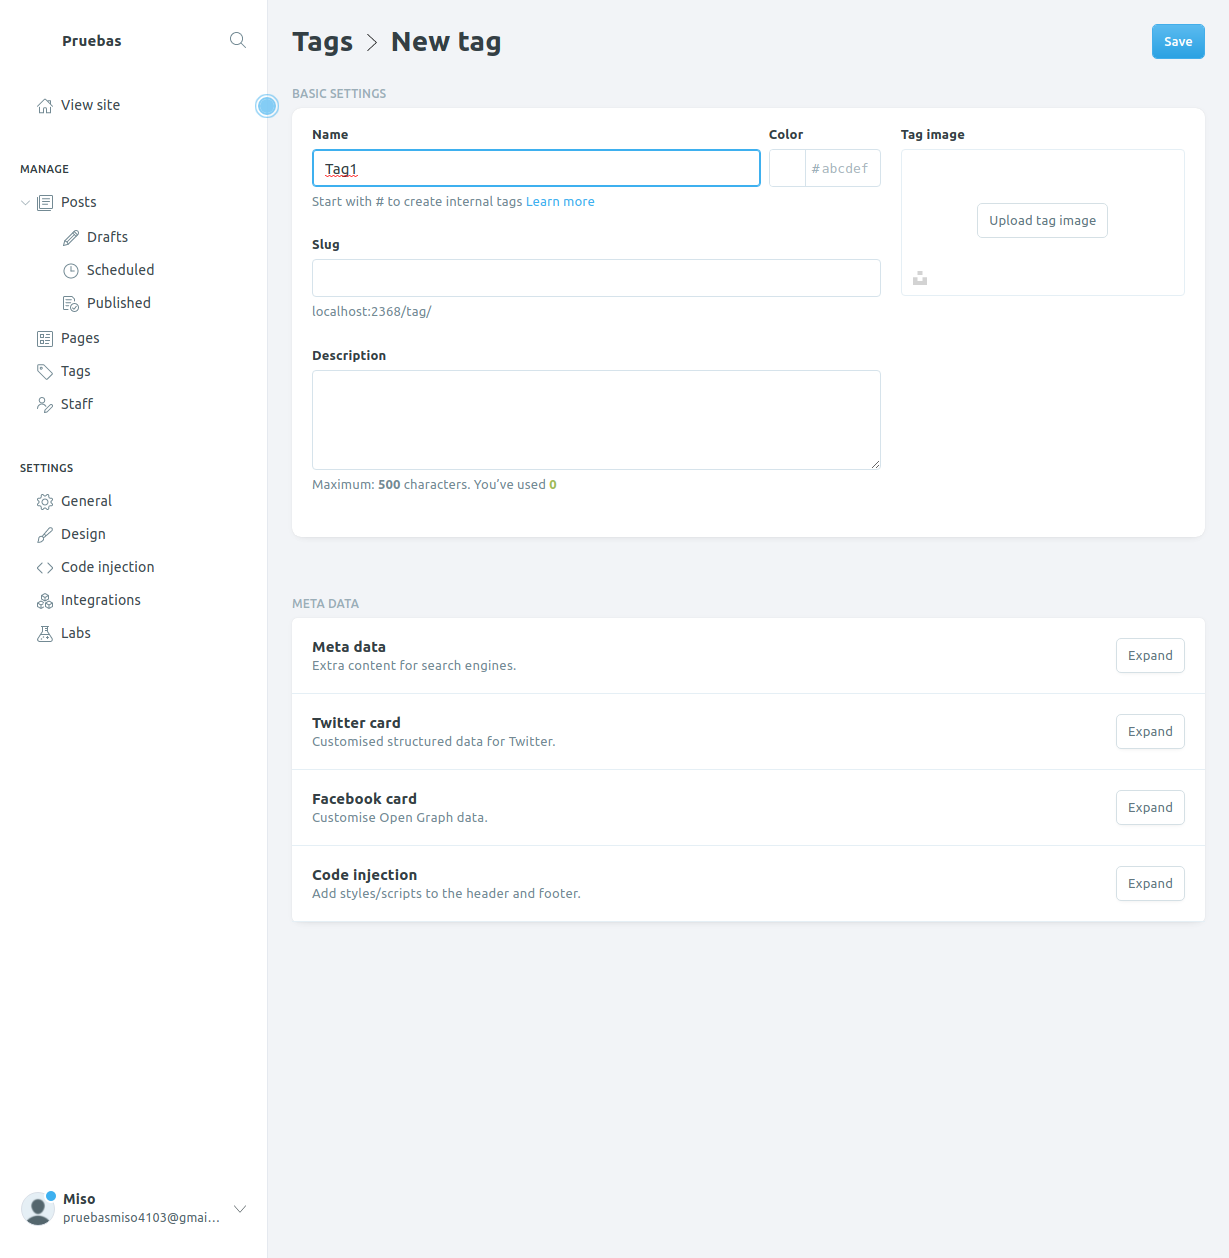 Pruebas
View site
MANAGE
Posts
Drafts
Scheduled
Published
Pages
Tags
Staff
SETTINGS
General
Design
Code injection
Integrations
Labs
Miso
pruebasmiso4103@gmai...
Tags > New tag
Save
BASIC SETTINGS
Name
Color
Tag image
Tag1
#abcdef
Start with # to create internal tags Learn more
Upload tag image
Slug
localhost:2368/tag/
Description
Maximum: 500 characters. You've used 0
META DATA
Meta data
Extra content for search engines.
Expand
Twitter card
Customised structured data for Twitter.
Expand
Facebook card
Customise Open Graph data.
Expand
Code injection
Add styles/scripts to the header and footer.
Expand